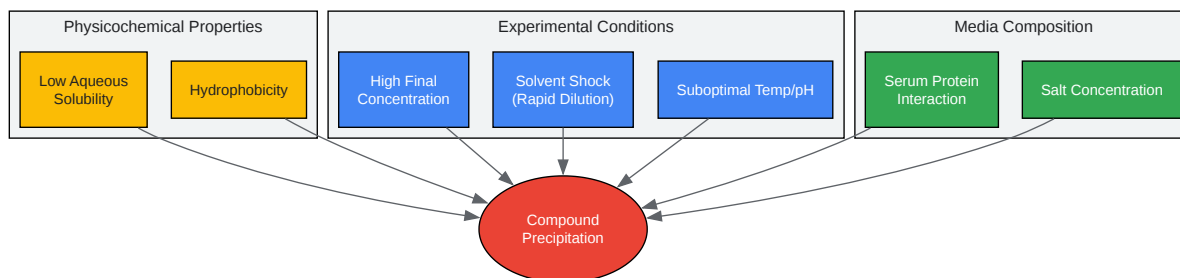 Physicochemical Properties
Experimental Conditions
Media Composition
Low Aqueous
Solubility
Hydrophobicity
High Final
Concentration
Solvent Shock
(Rapid Dilution)
Suboptimal Temp/pH
Serum Protein
Interaction
Salt Concentration
Compound
Precipitation